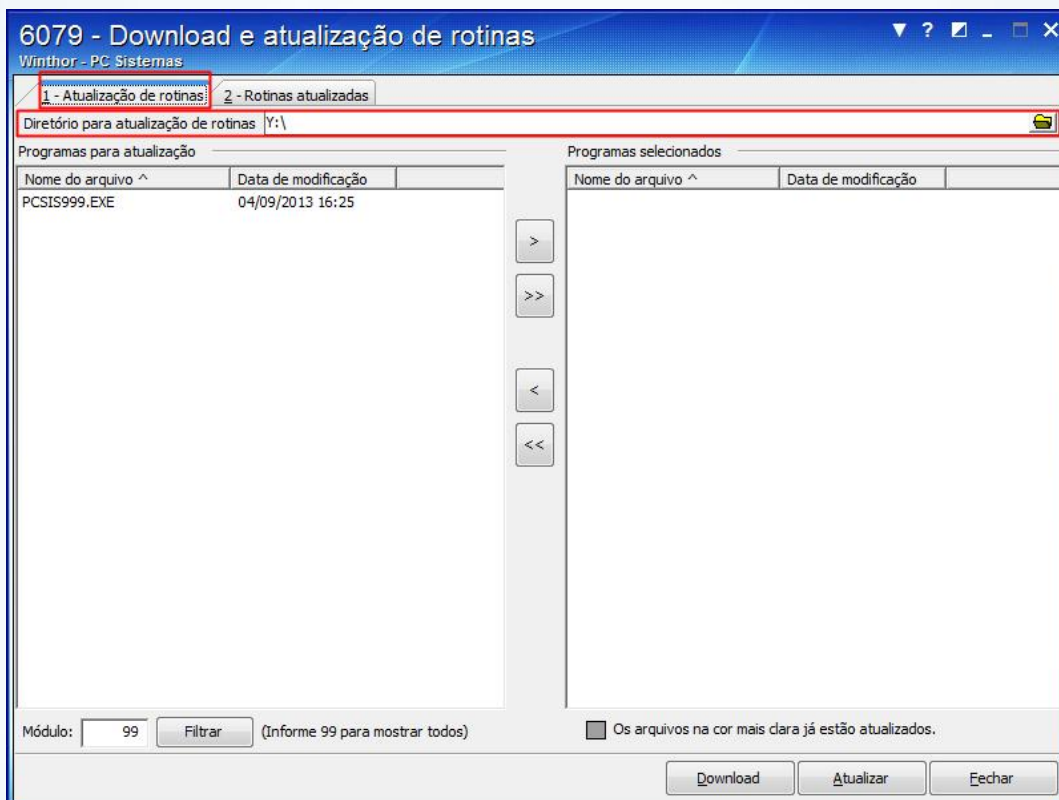 6079 - Download e atualização de rotinas
Winthor - PC Sistemas
1 - Atualização de rotinas 2 - Rotinas atualizadas
Diretório para atualização de rotinas Y:\
Programas para atualização Programas selecionados
Nome do arquivo ^ Data de modificação Nome do arquivo ^ Data de modificação
PCSIS999.EXE 04/09/2013 16:25
>
>>
<
<<
Módulo: 99 Filtrar (Informe 99 para mostrar todos) Os arquivos na cor mais clara já estão atualizados.
Download Atualizar Fechar